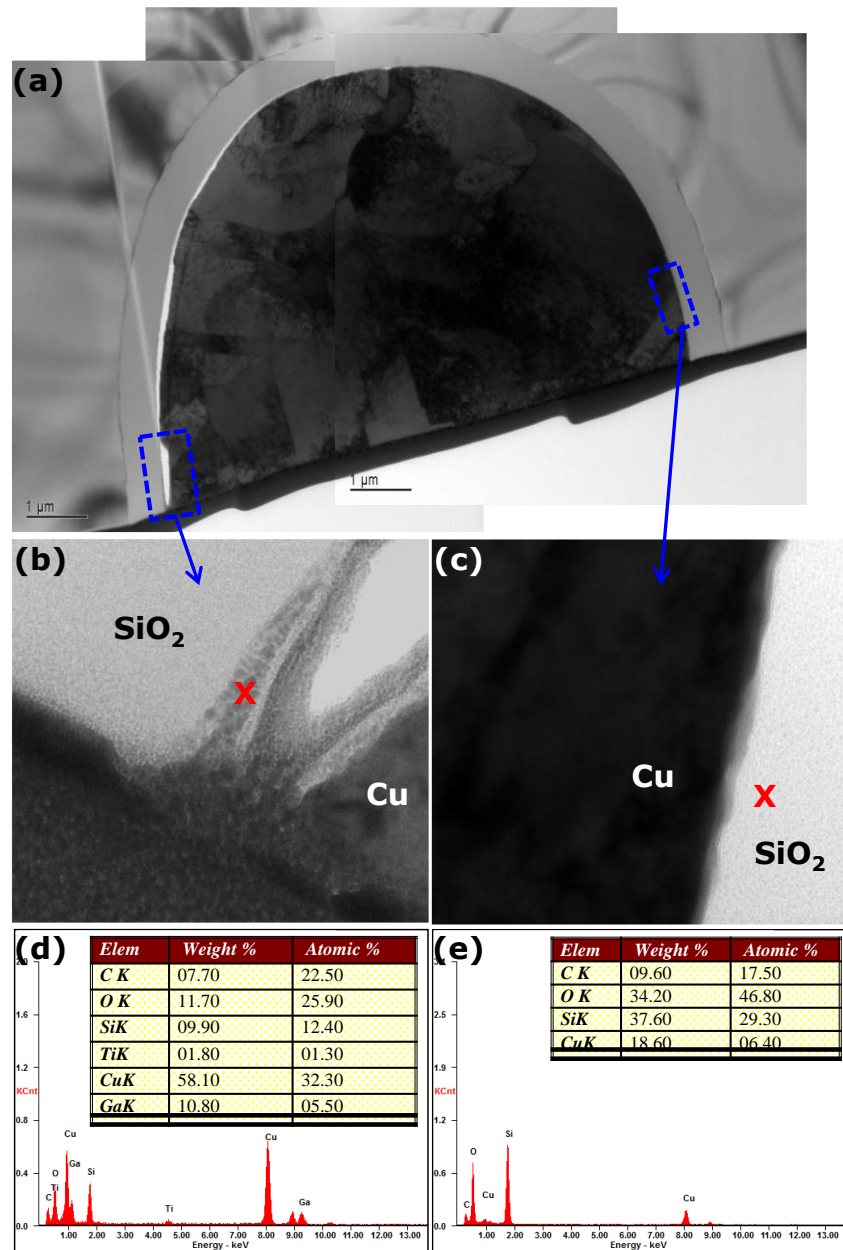 (a)
1 µm
1 µm
(b)
SiO2
X
Cu
(c)
Cu
X
SiO2
(d)
Elem Weight % Atomic %
C K 07.70 22.50
O K 11.70 25.90
SiK 09.90 12.40
TiK 01.80 01.30
CuK 58.10 32.30
GaK 10.80 05.50
2.0
1.6
1.2
KCnt
0.8
0.4
0.0
C
O
Ti
Cu
Ga
Si
Ti
Cu
Ga
1.00 2.00 3.00 4.00 5.00 6.00 7.00 8.00 9.00 10.00 11.00 12.00 13.00
Energy - keV
(e)
Elem Weight % Atomic %
C K 09.60 17.50
O K 34.20 46.80
SiK 37.60 29.30
CuK 18.60 06.40
3.1
2.5
1.9
KCnt
1.2
0.6
0.0
C
O
Cu
Si
Cu
1.00 2.00 3.00 4.00 5.00 6.00 7.00 8.00 9.00 10.00 11.00 12.00 13.00
Energy - keV